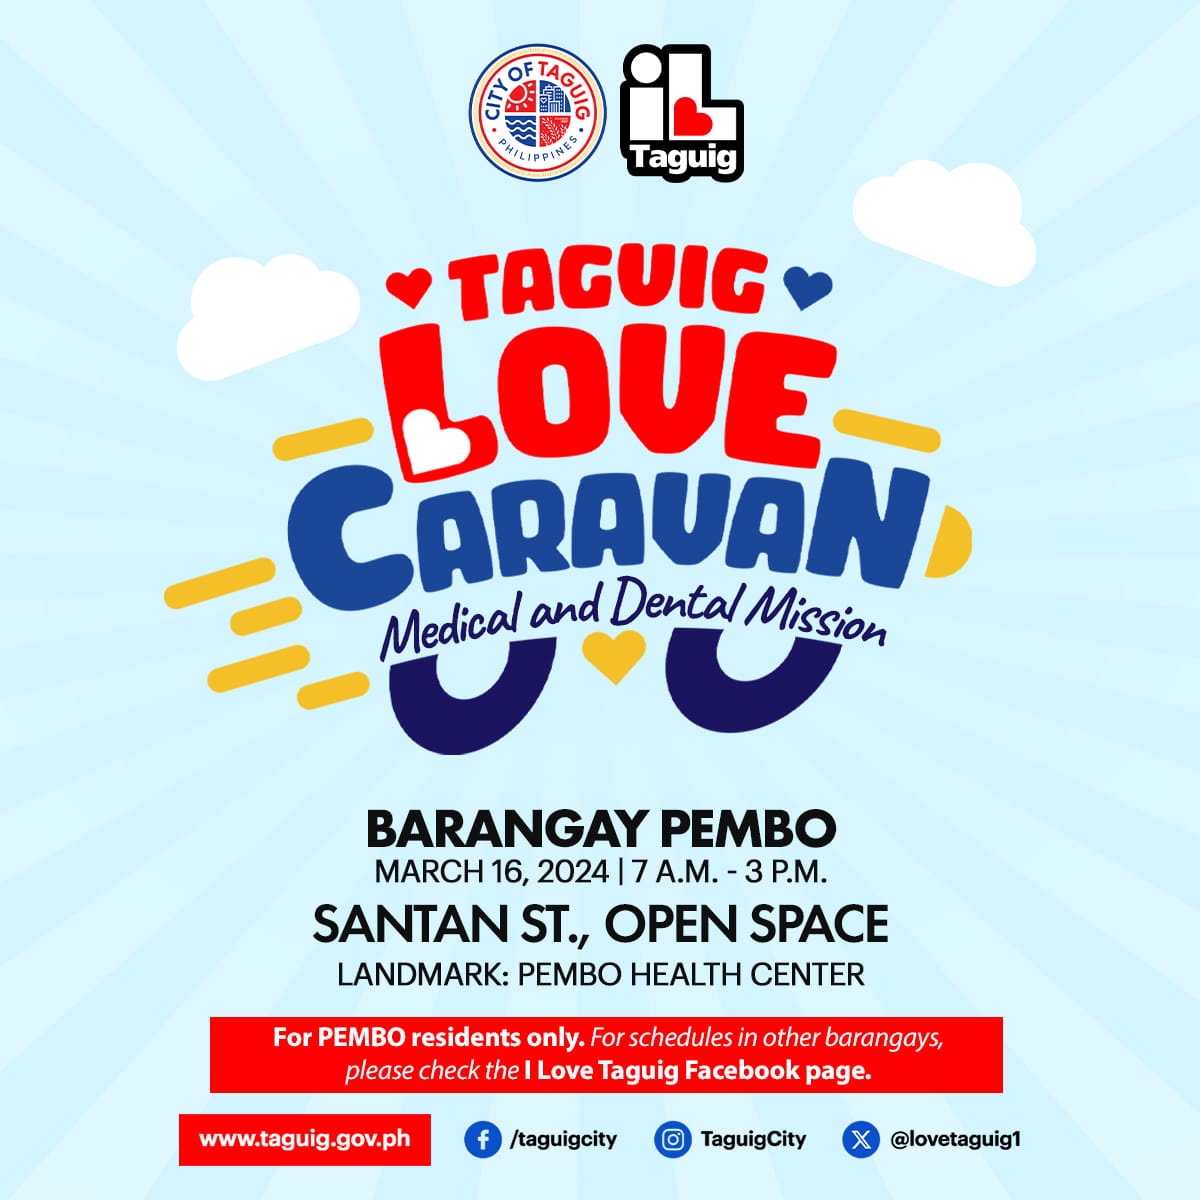 CITY OF TAGUIG
PHILIPPINES
iL
Taguig
TAGUIG
LOVE
CARAVAN
Medical and Dental Mission
BARANGAY PEMBO
MARCH 16, 2024 | 7 A.M. - 3 P.M.
SANTAN ST., OPEN SPACE
LANDMARK: PEMBO HEALTH CENTER
For PEMBO residents only. For schedules in other barangays,
please check the I Love Taguig Facebook page.
www.taguig.gov.ph
/taguigcity
TaguigCity
@lovetaguig1